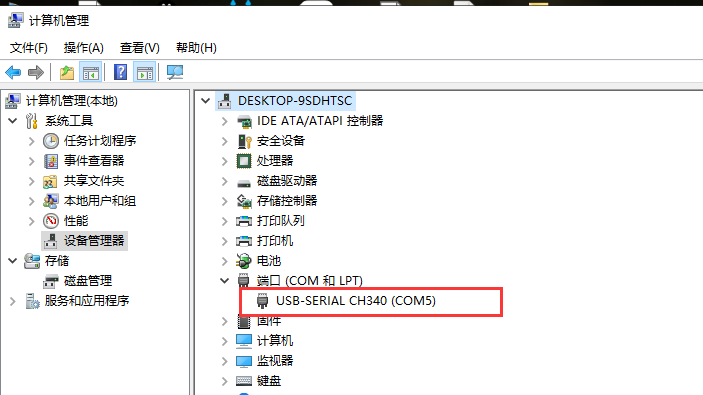 计算机管理
文件(F) 操作(A) 查看(V) 帮助(H)
计算机管理(本地)
系统工具
任务计划程序
事件查看器
共享文件夹
本地用户和组
性能
设备管理器
存储
磁盘管理
服务和应用程序
DESKTOP-9SDHTSC
IDE ATA/ATAPI 控制器
安全设备
处理器
磁盘驱动器
存储控制器
打印队列
打印机
电池
端口 (COM 和 LPT)
USB-SERIAL CH340 (COM5)
固件
计算机
监视器
键盘